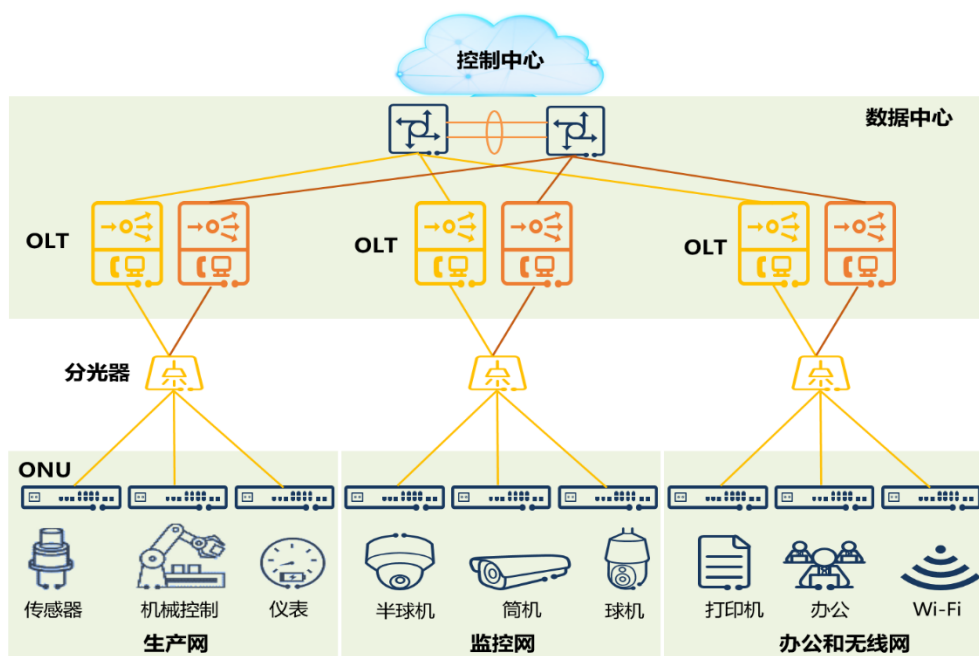 控制中心
数据中心
OLT
OLT
OLT
分光器
ONU
传感器
机械控制
仪表
半球机
筒机
球机
打印机
办公
Wi-Fi
生产网
监控网
办公和无线网